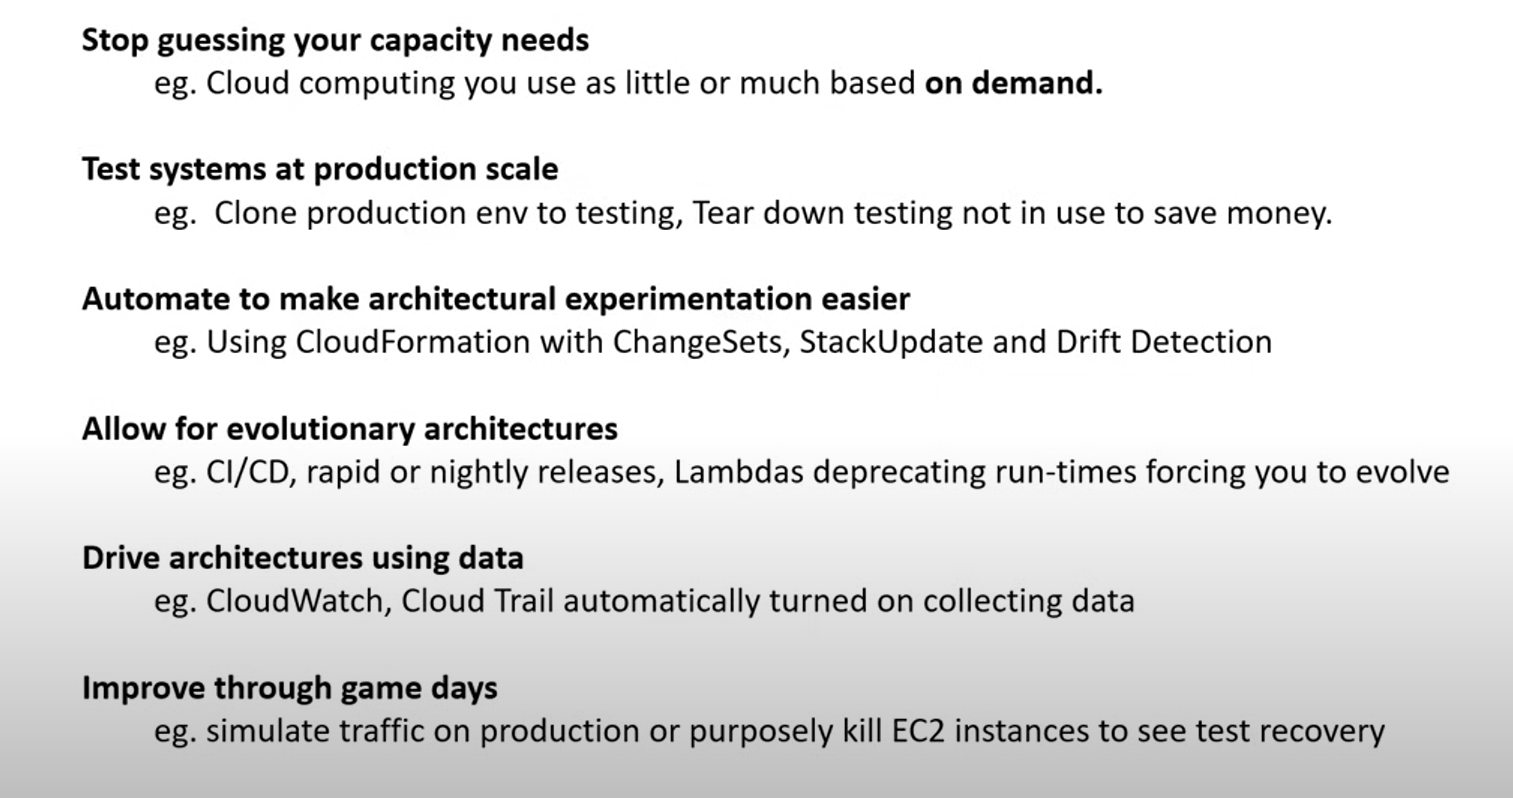 Stop guessing your capacity needs
eg. Cloud computing you use as little or much based on demand.
Test systems at production scale
eg. Clone production env to testing, Tear down testing not in use to save money.
Automate to make architectural experimentation easier
eg. Using CloudFormation with ChangeSets, StackUpdate and Drift Detection
Allow for evolutionary architectures
eg. CI/CD, rapid or nightly releases, Lambdas deprecating run-times forcing you to evolve
Drive architectures using data
eg. CloudWatch, Cloud Trail automatically turned on collecting data
Improve through game days
eg. simulate traffic on production or purposely kill EC2 instances to see test recovery